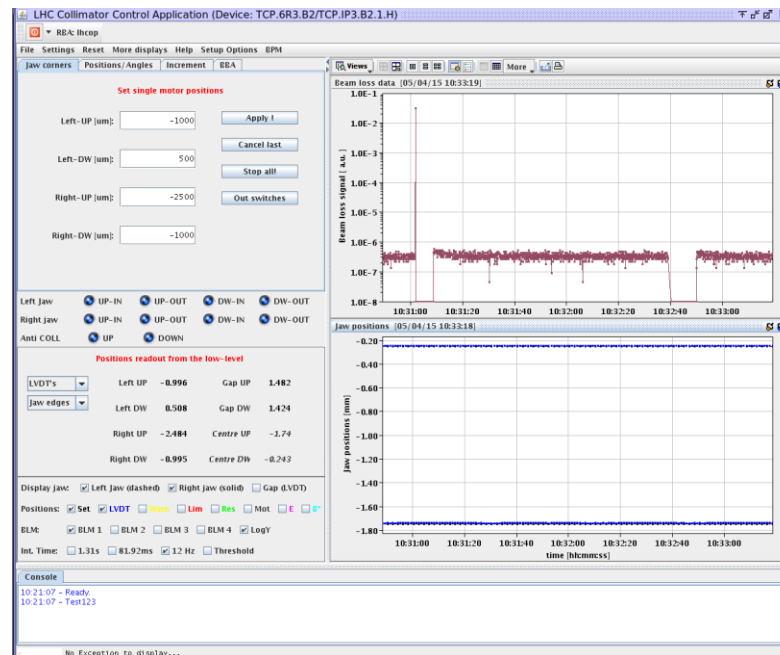 LHC Collimator Control Application (Device: TCP.6R3.B2/TCP.IP3.B2.1.H)
RBA: lhcop
File Settings Reset More displays Help Setup Options BPM
Jaw corners Positions/Angles Increment BBA
Set single motor positions
Left-UP [um]: -1000 Apply !
Cancel last
Left-DW [um]: 500
Stop all!
Right-UP [um]: -2500 Out switches
Right-DW [um]: -1000
Left Jaw UP-IN UP-OUT DW-IN DW-OUT
Right jaw UP-IN UP-OUT DW-IN DW-OUT
Anti COLL UP DOWN
Positions readout from the low-level
LVDT's Left UP -0.996 Gap UP 1.482
Jaw edges Left DW 0.508 Gap DW 1.424
Right UP -2.484 Centre UP -1.74
Right DW -0.995 Centre DW -0.243
Display jaw: Left Jaw (dashed) Right jaw (solid) Gap (LVDT)
Positions: Set LVDT Lim Res Mot E
BLM: BLM 1 BLM 2 BLM 3 BLM 4 LogY
Int. Time: 1.31s 81.92ms 12 Hz Threshold
Views More
Beam loss data [05/04/15 10:33:19]
Beam loss signal [ a.u. ]
1.0E-1
1.0E-2
1.0E-3
1.0E-4
1.0E-5
1.0E-6
1.0E-7
1.0E-8
10:31:00 10:31:20 10:31:40 10:32:00 10:32:20 10:32:40 10:33:00
Jaw positions [05/04/15 10:33:18]
Jaw positions [mm]
-0.20
-0.40
-0.60
-0.80
-1.00
-1.20
-1.40
-1.60
-1.80
10:31:00 10:31:20 10:31:40 10:32:00 10:32:20 10:32:40 10:33:00
time [hh:mm:ss]
Console
10:21:07 - Ready.
10:21:07 - Test123
No Exception to display...